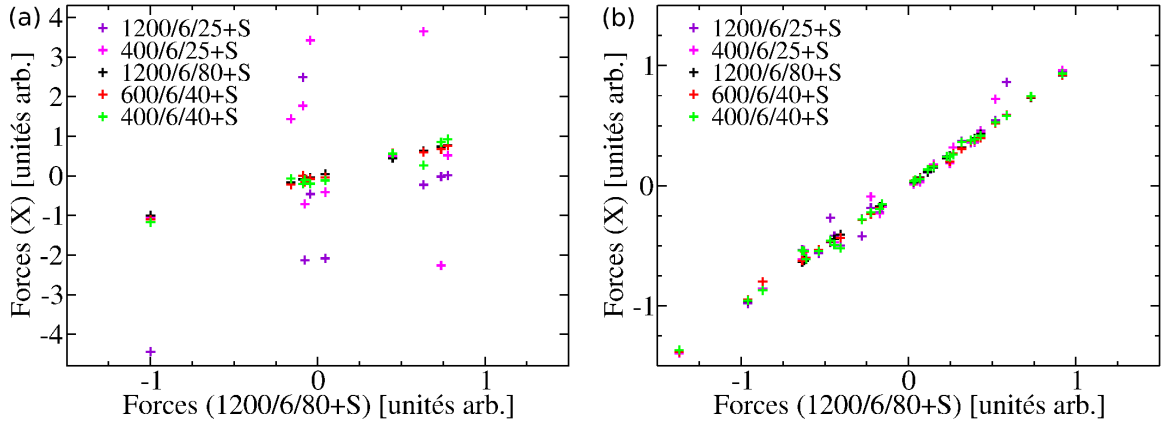 (a)
Forces (X) [unités arb.]
4
3
2
1
0
-1
-2
-3
-4
1200/6/25+S
400/6/25+S
1200/6/80+S
600/6/40+S
400/6/40+S
-1 0 1
Forces (1200/6/80+S) [unités arb.]
(b)
Forces (X) [unités arb.]
1
0
-1
1200/6/25+S
400/6/25+S
1200/6/80+S
600/6/40+S
400/6/40+S
-1 0 1
Forces (1200/6/80+S) [unités arb.]